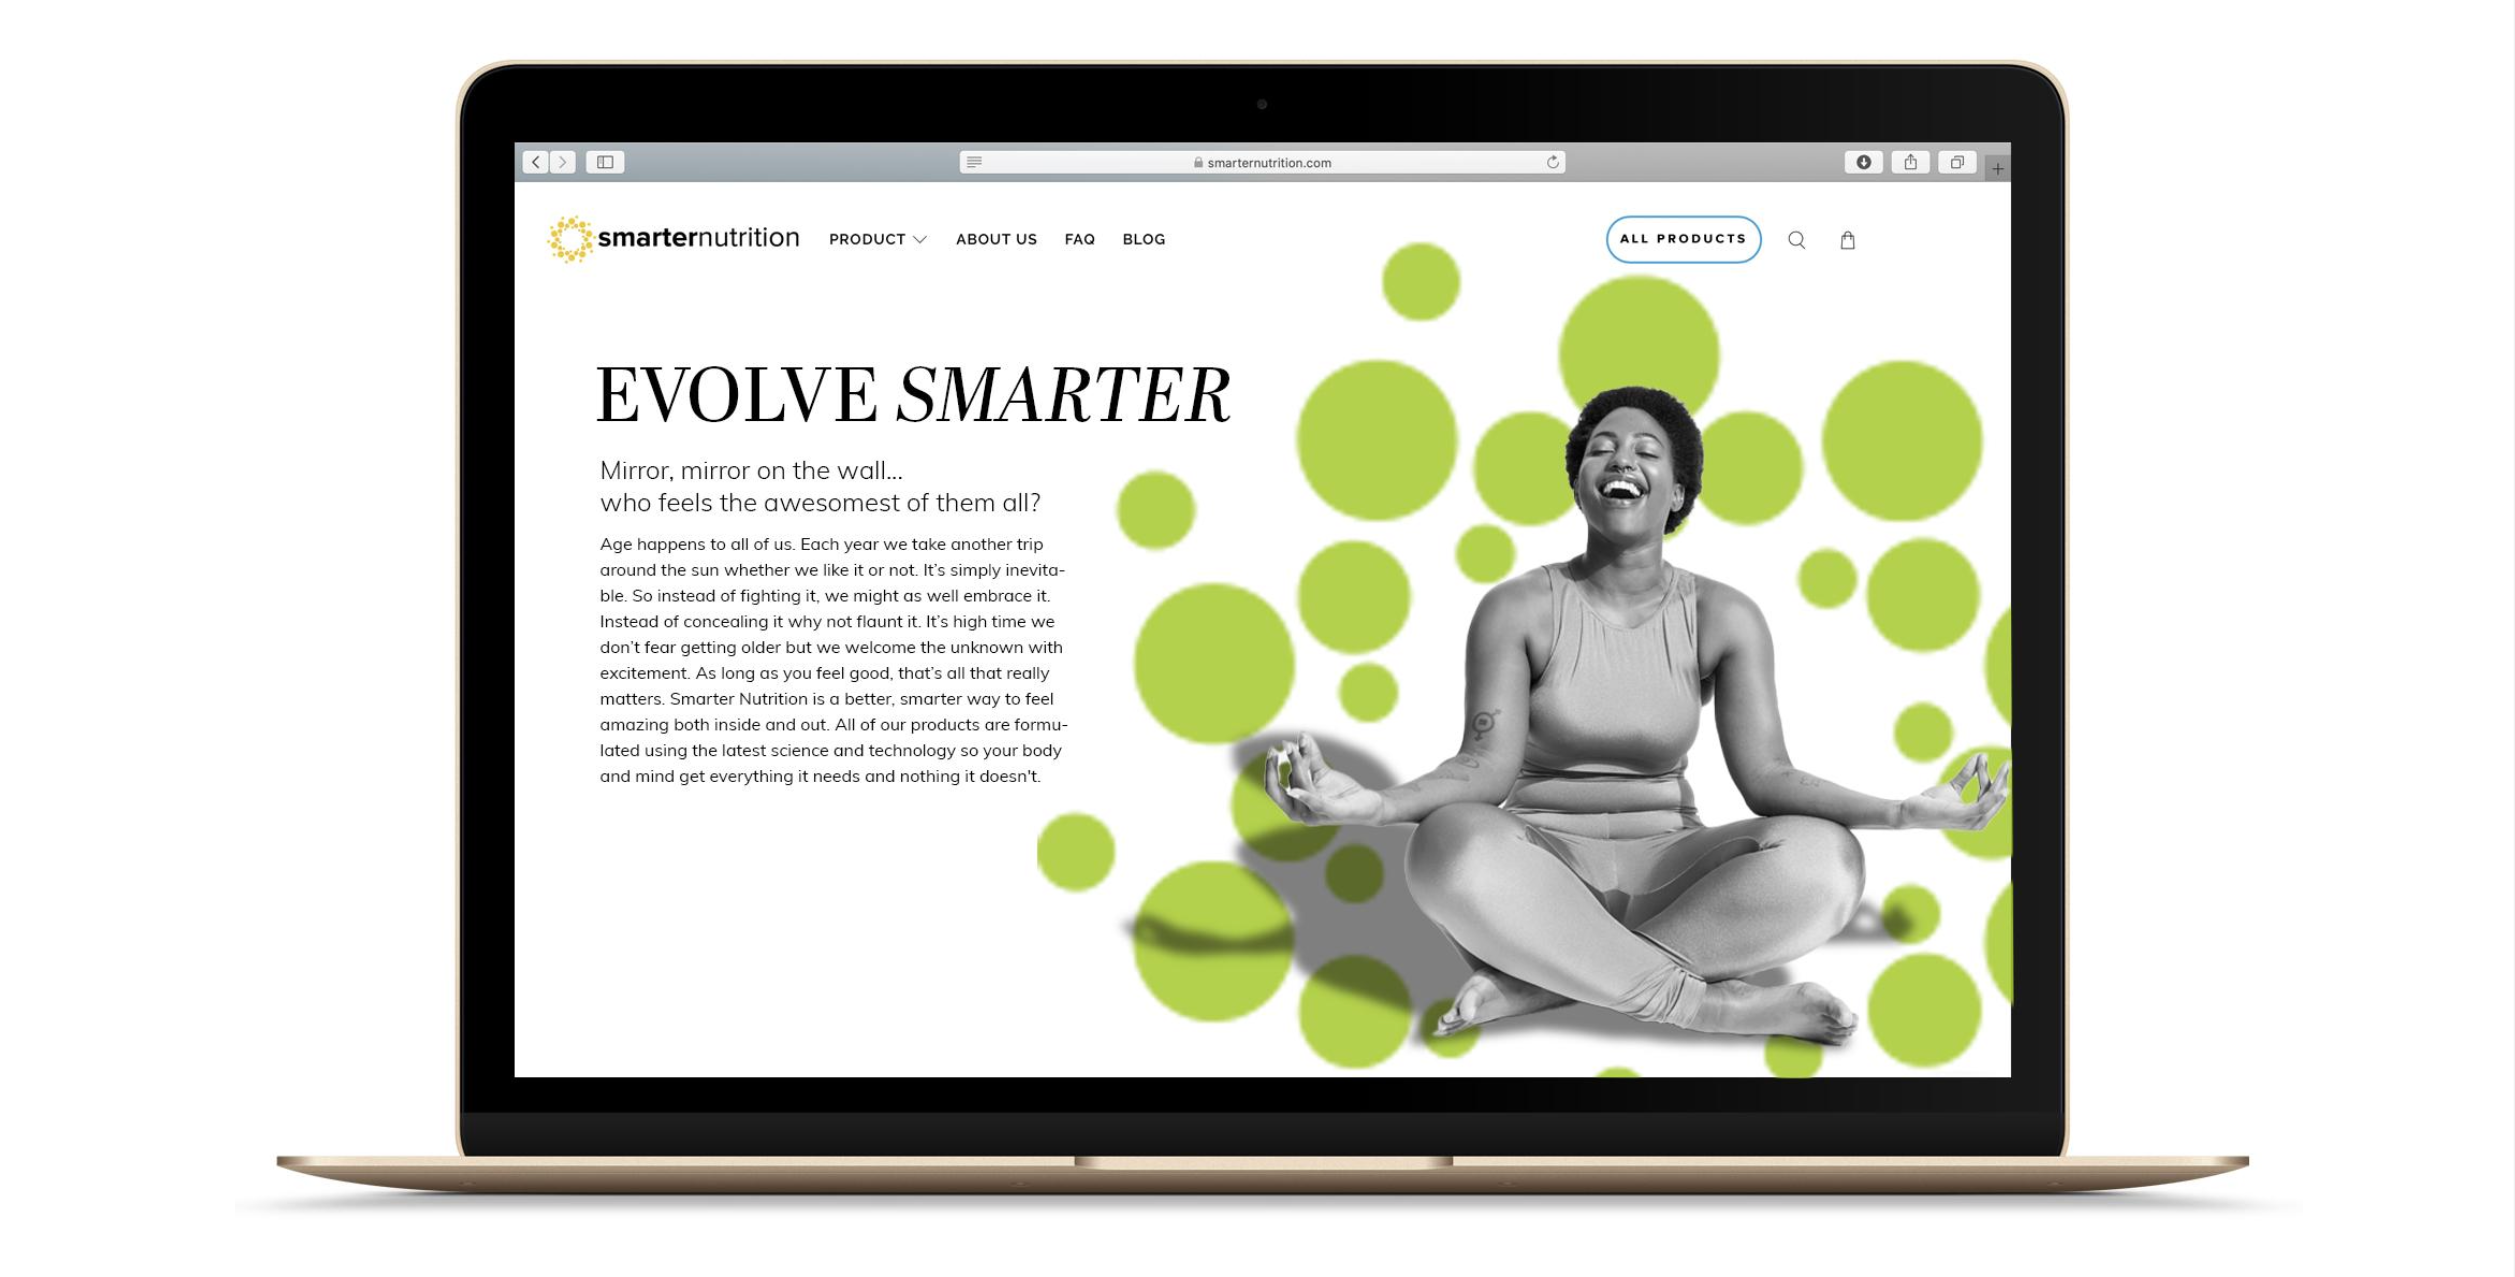 smarternutrition.com
smarternutrition
PRODUCT
ABOUT US
FAQ
BLOG
ALL PRODUCTS
EVOLVE SMARTER
Mirror, mirror on the wall...
who feels the awesomest of them all?
Age happens to all of us. Each year we take another trip
around the sun whether we like it or not. It’s simply inevita-
ble. So instead of fighting it, we might as well embrace it.
Instead of concealing it why not flaunt it. It’s high time we
don’t fear getting older but we welcome the unknown with
excitement. As long as you feel good, that’s all that really
matters. Smarter Nutrition is a better, smarter way to feel
amazing both inside and out. All of our products are formu-
lated using the latest science and technology so your body
and mind get everything it needs and nothing it doesn't.